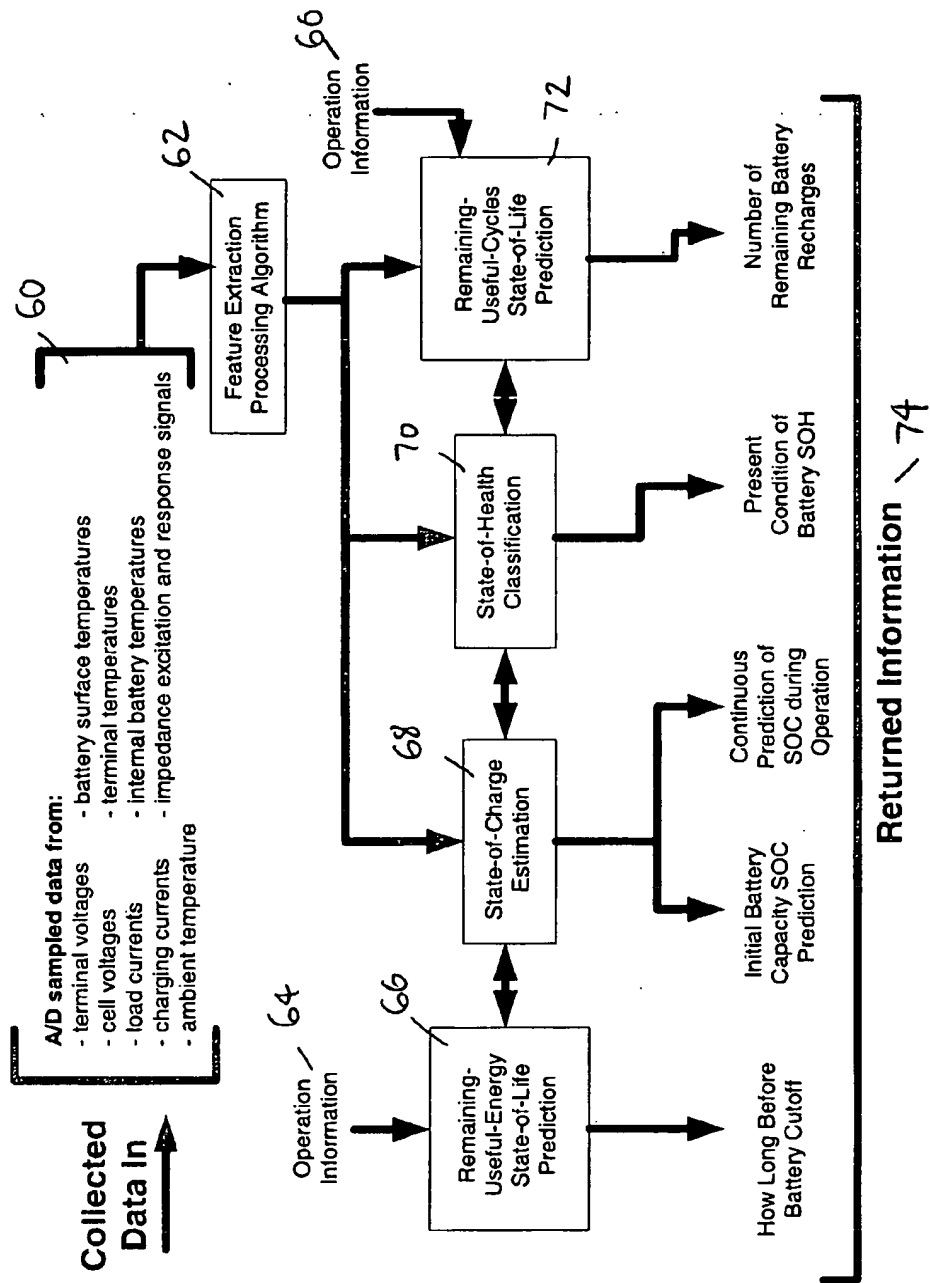 Collected
Data In
A/D sampled data from:
- terminal voltages
- cell voltages
- load currents
- charging currents
- ambient temperature
- battery surface temperatures
- terminal temperatures
- internal battery temperatures
- impedance excitation and response signals
60
62
Feature Extraction
Processing Algorithm
Operation
Information
64
Operation
Information
66
66
Remaining-
Useful-Energy
State-of-Life
Prediction
68
State-of-Charge
Estimation
70
State-of-Health
Classification
72
Remaining-
Useful-Cycles
State-of-Life
Prediction
How Long Before
Battery Cutoff
Initial Battery
Capacity SOC
Prediction
Continuous
Prediction of
SOC during
Operation
Present
Condition of
Battery SOH
Number of
Remaining Battery
Recharges
Returned Information
74